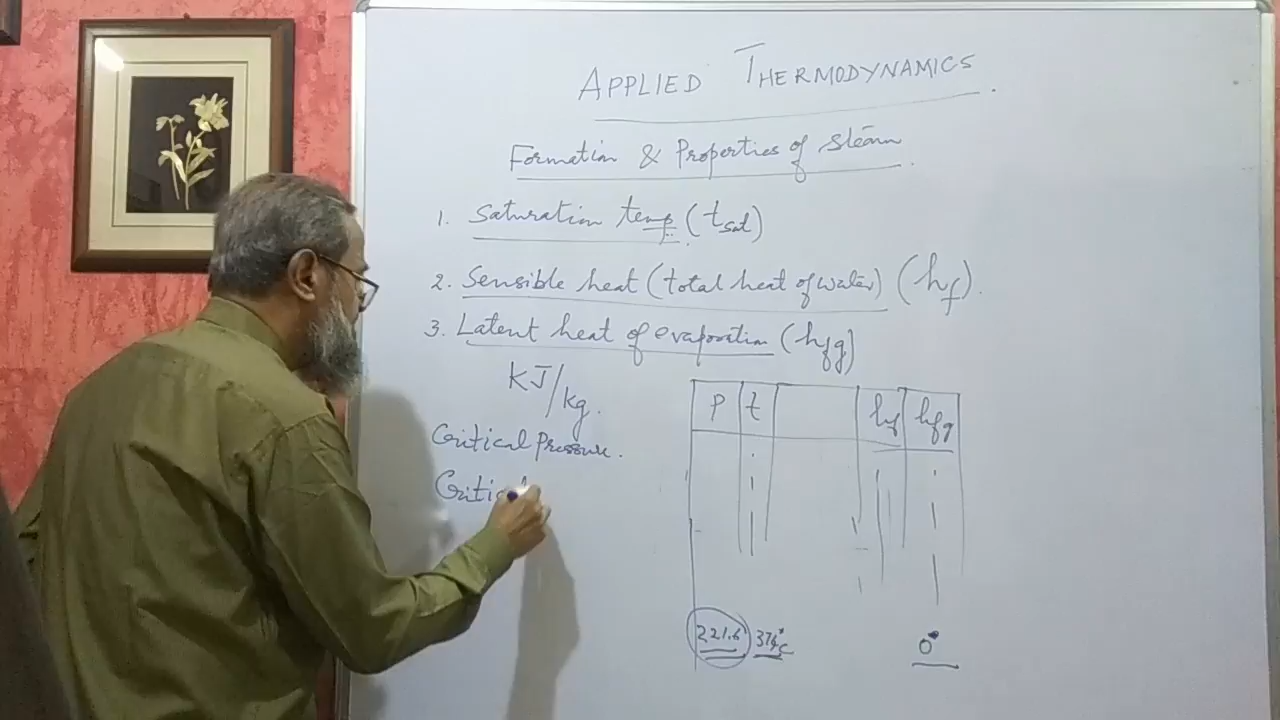 APPLIED THERMODYNAMICS.
Formation & Properties of Steam.
1. Saturation temp (tsat)
2. Sensible heat (total heat of water) (hf).
3. Latent heat of evaporation (hfg)
KJ/kg.
Critical Pressure.
Critical
P t hf hfg
221.6 374°C 0